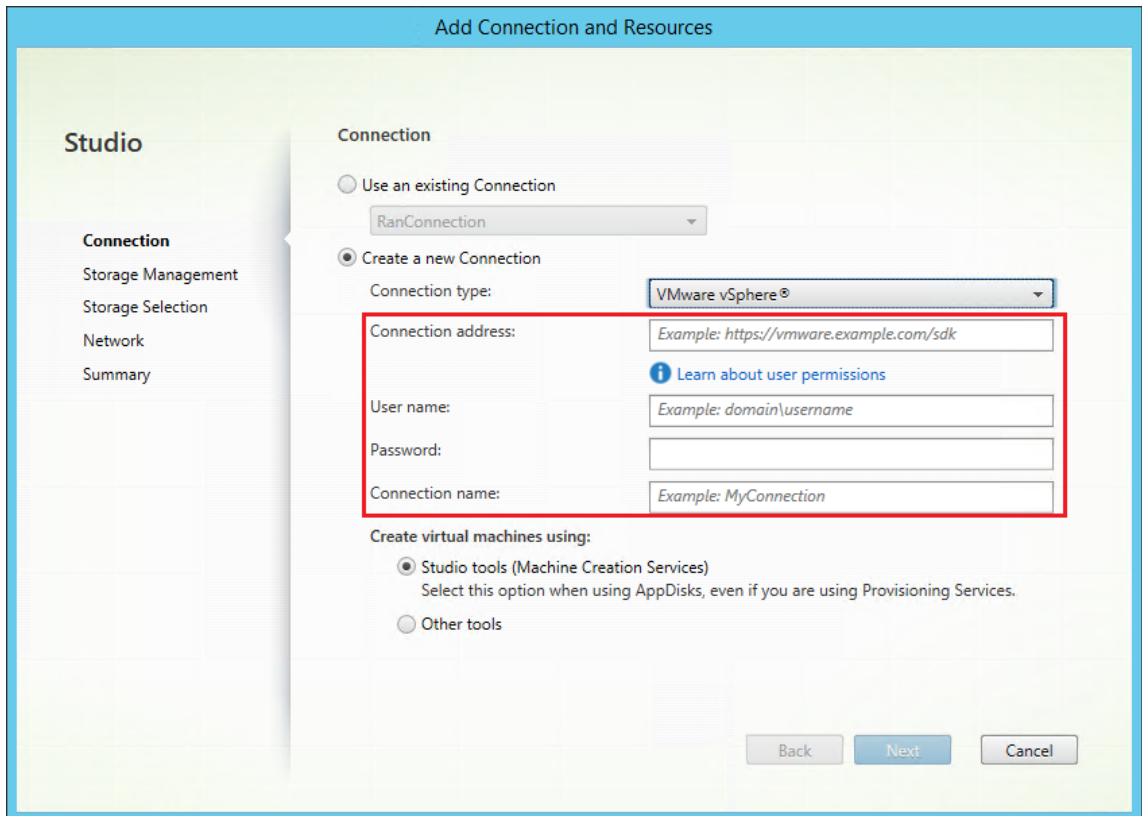 Add Connection and Resources
Studio
Connection
Storage Management
Storage Selection
Network
Summary
Connection
Use an existing Connection
RanConnection
Create a new Connection
Connection type:
VMware vSphere®
Connection address:
Example: https://vmware.example.com/sdk
Learn about user permissions
User name:
Example: domain\username
Password:
Connection name:
Example: MyConnection
Create virtual machines using:
Studio tools (Machine Creation Services)
Select this option when using AppDisks, even if you are using Provisioning Services.
Other tools
Back
Next
Cancel